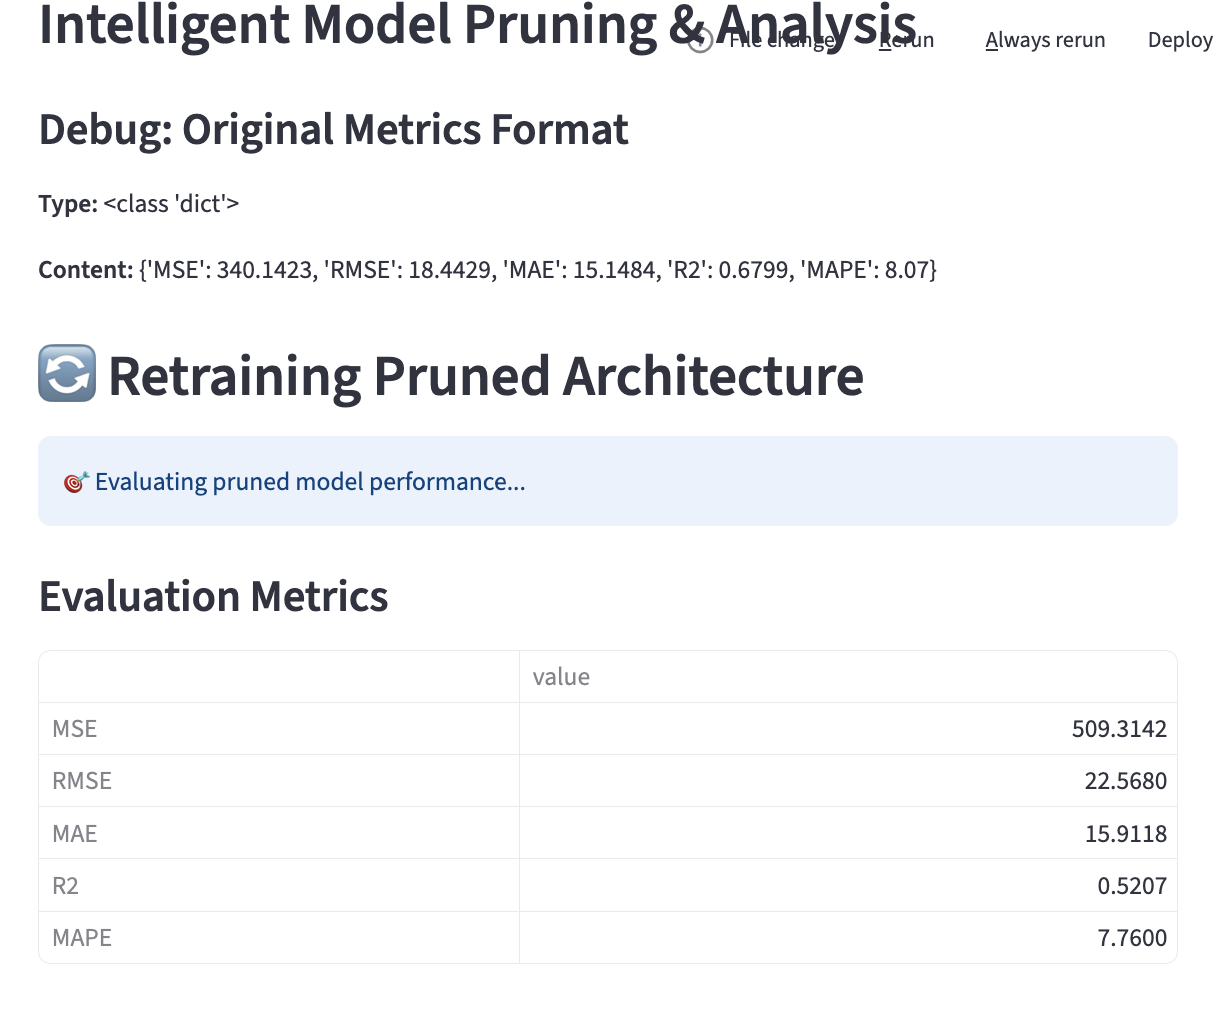 Intelligent Model Pruning & Analysis
File change Rerun Always rerun Deploy
Debug: Original Metrics Format
Type: <class 'dict'>
Content: {'MSE': 340.1423, 'RMSE': 18.4429, 'MAE': 15.1484, 'R2': 0.6799, 'MAPE': 8.07}
Retraining Pruned Architecture
Evaluating pruned model performance...
Evaluation Metrics
value
MSE 509.3142
RMSE 22.5680
MAE 15.9118
R2 0.5207
MAPE 7.7600